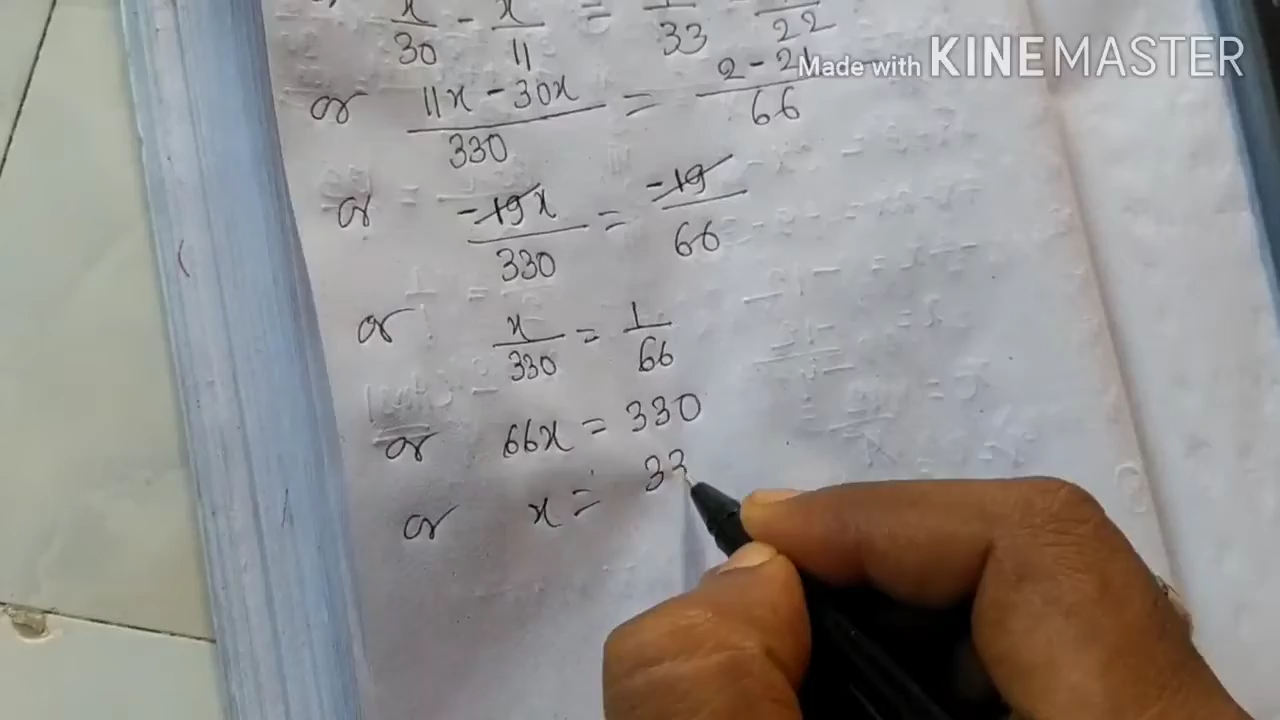 x/30 - x/11 = 1/33 - /22
Made with KINEMASTER
or (11x - 30x)/330 = (2 - 21)/66
or -19x/330 = -19/66
or x/330 = 1/66
or 66x = 330
or x = 33